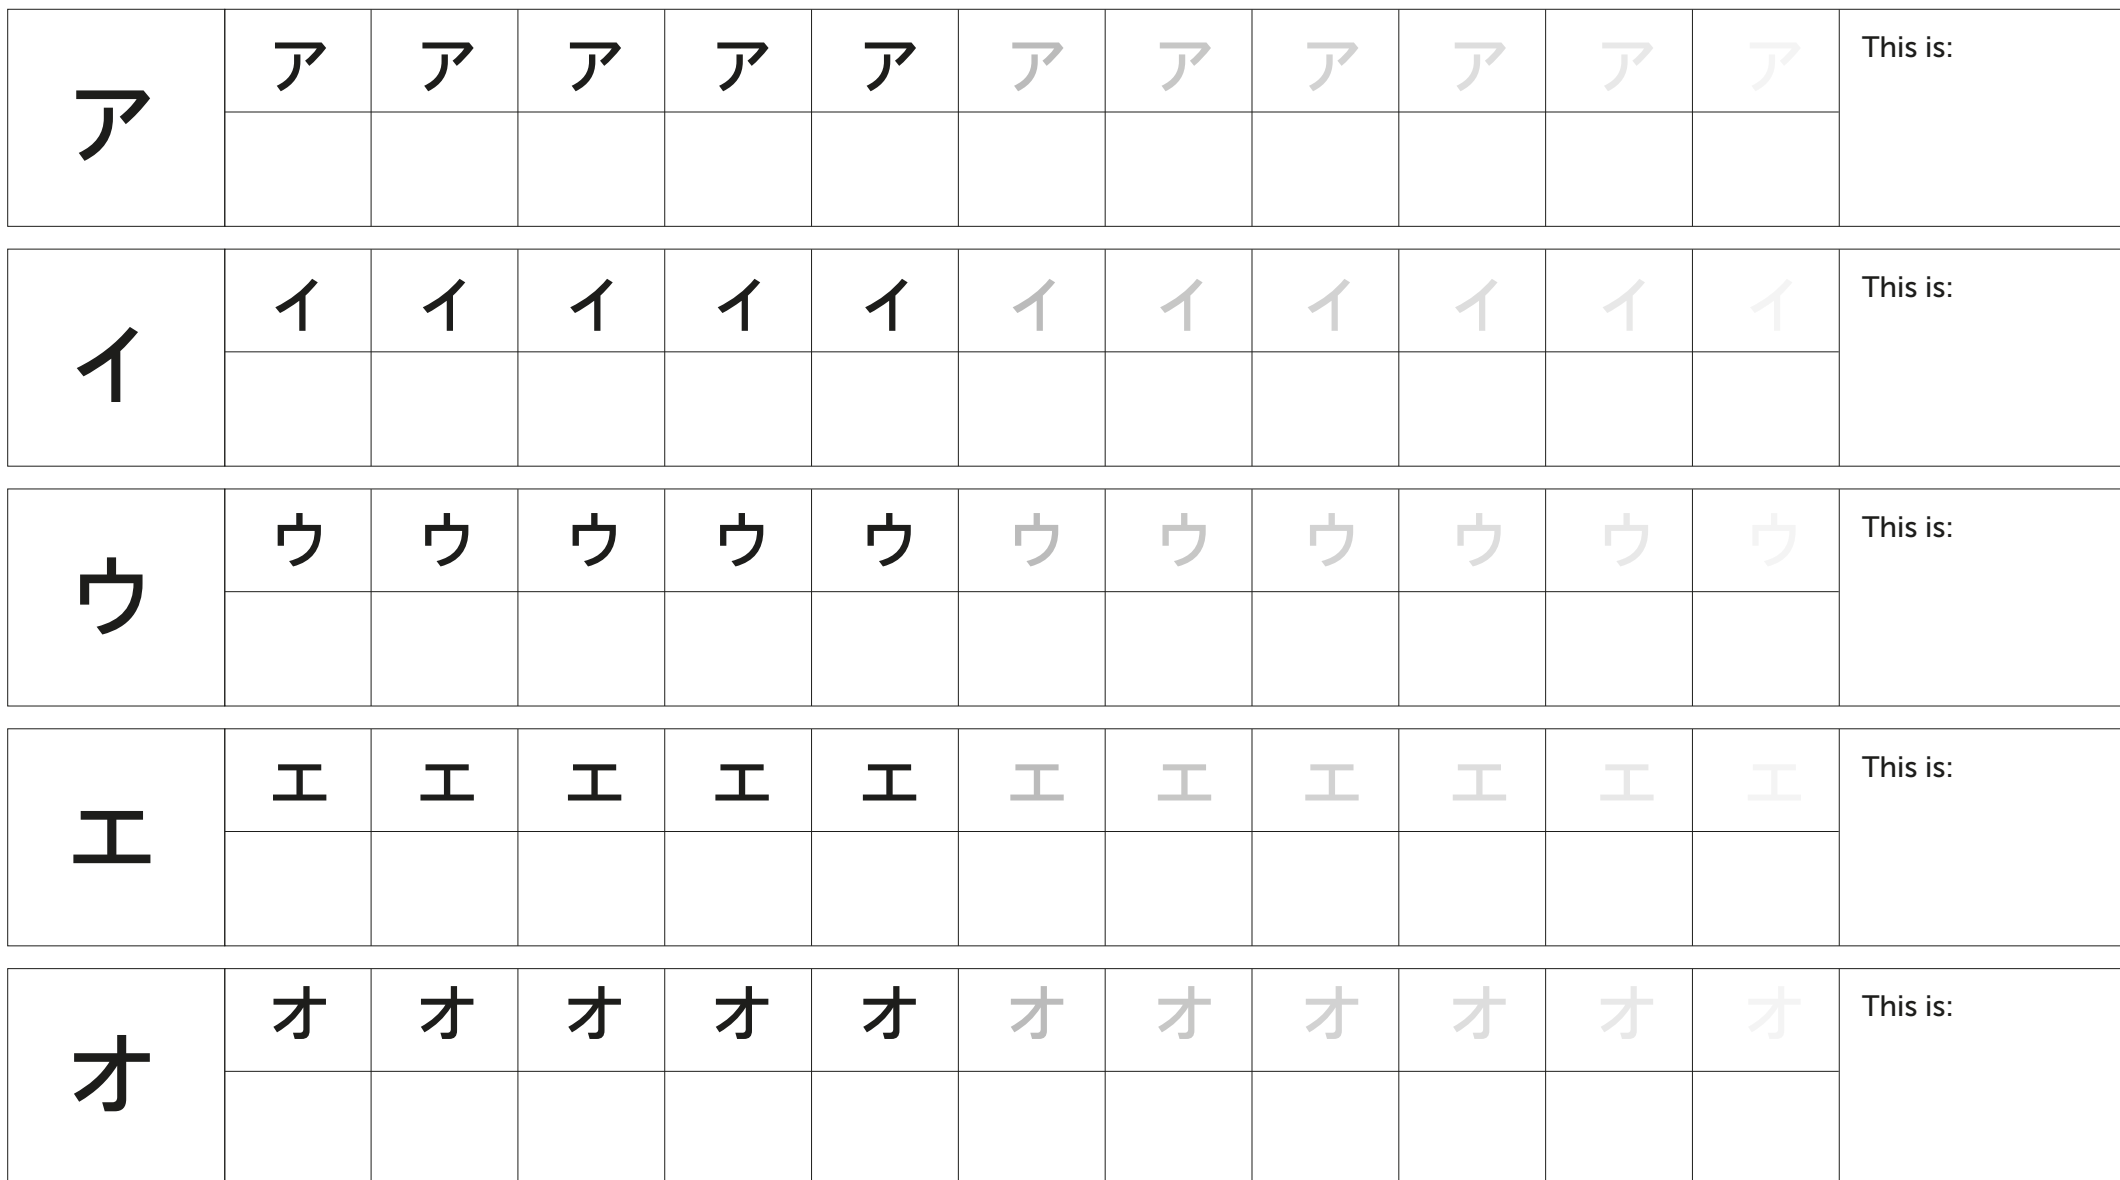 ア ア ア ア ア ア ア ア ア ア ア ア This is:
イ イ イ イ イ イ イ イ イ イ イ イ This is:
ウ ウ ウ ウ ウ ウ ウ ウ ウ ウ ウ ウ This is:
エ エ エ エ エ エ エ エ エ エ エ エ This is:
オ オ オ オ オ オ オ オ オ オ オ オ This is: